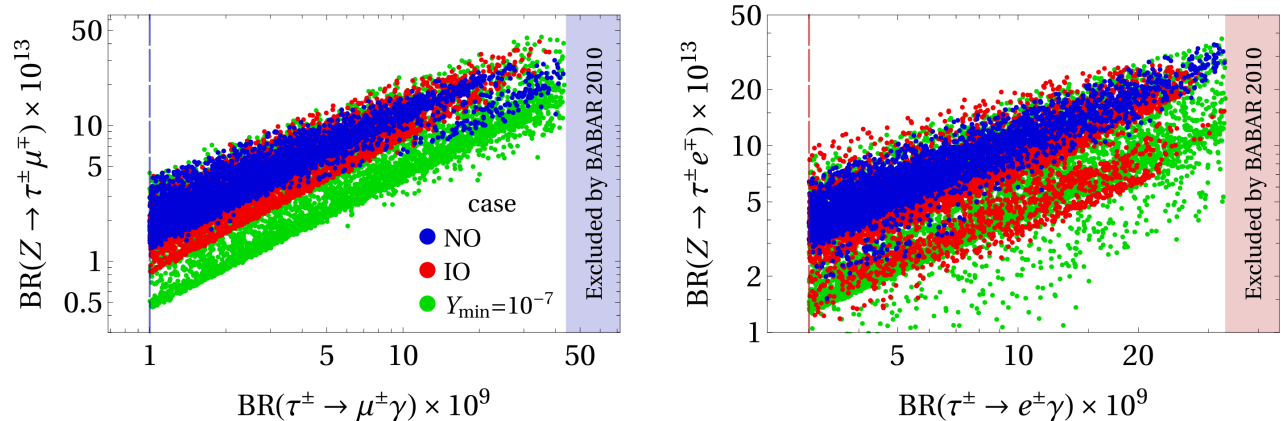 BR(Z → τ±μ∓) × 10¹³
50
10
5
1
0.5
case
NO
IO
Yₘᵢₙ=10⁻⁷
Excluded by BABAR 2010
1
5
10
50
BR(τ± → μ±γ) × 10⁹
BR(Z → τ±e∓) × 10¹³
50
20
10
5
2
1
Excluded by BABAR 2010
5
10
20
BR(τ± → e±γ) × 10⁹